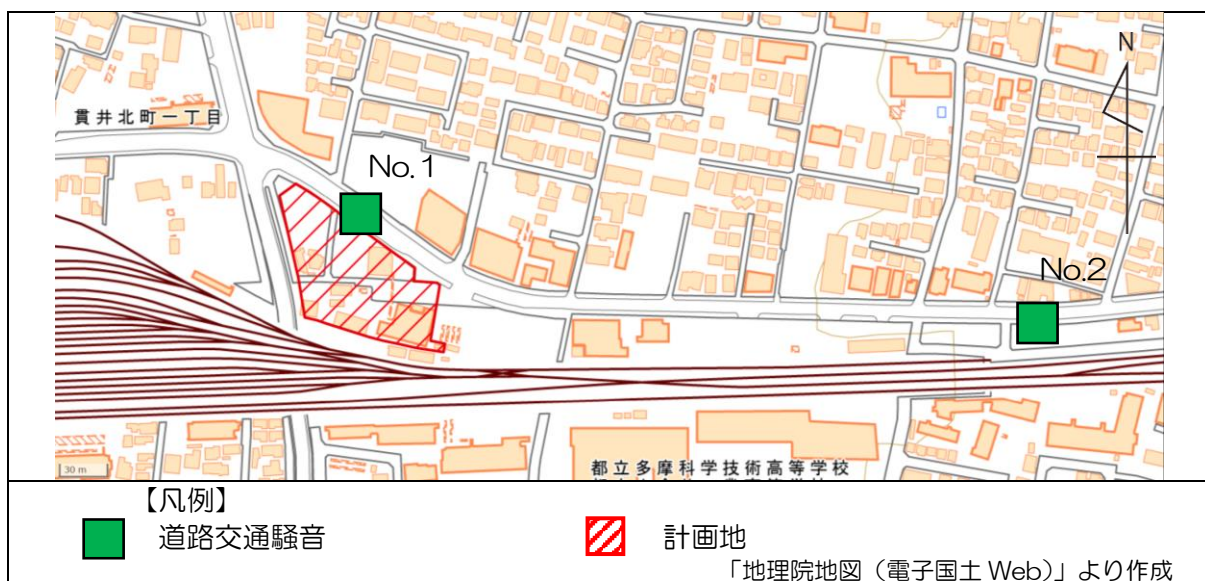 N
貫井北町一丁目
No.1
No.2
30 m
都立多摩科学技術高等学校
【凡例】
道路交通騒音
計画地
「地理院地図（電子国土 Web）」より作成